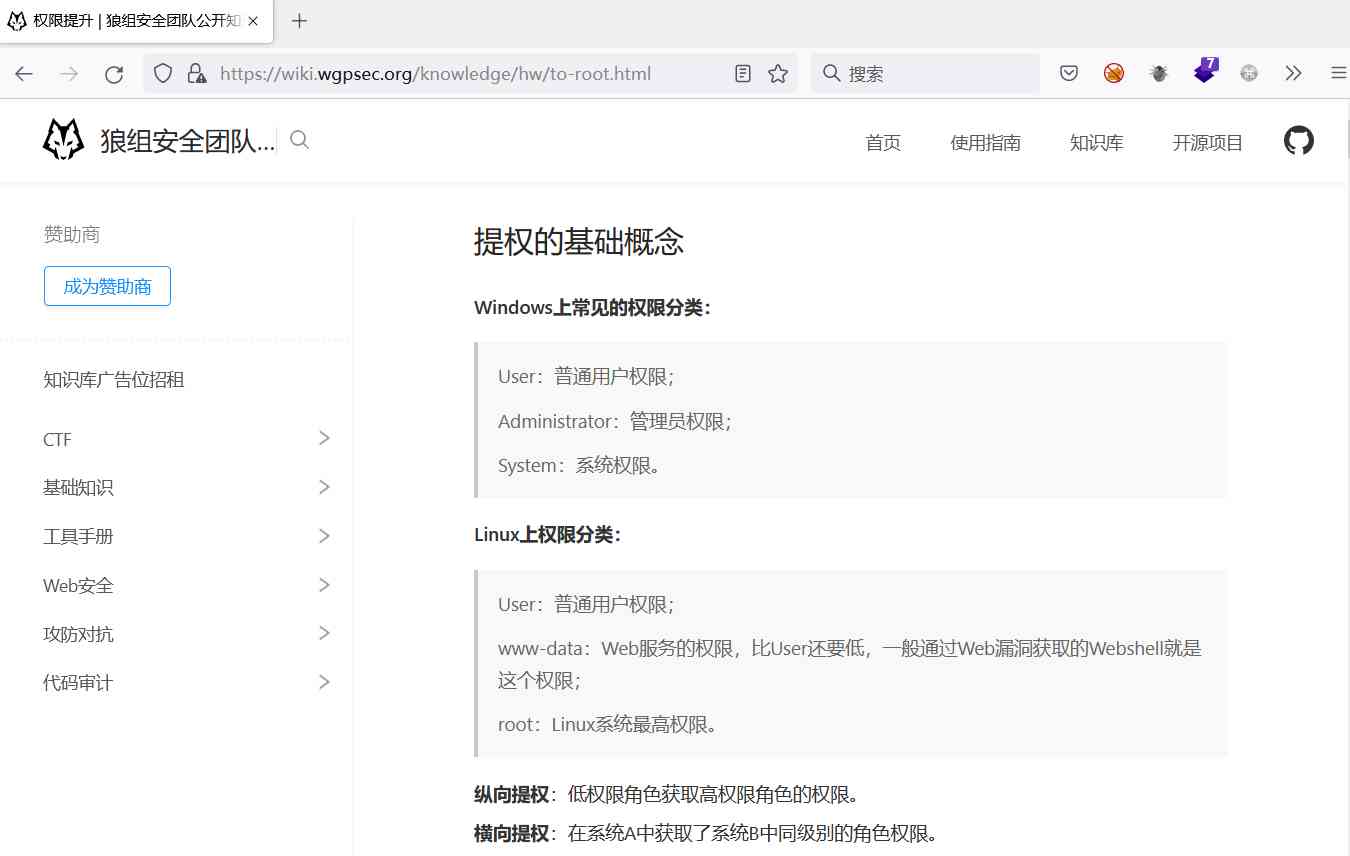 权限提升 | 狼组安全团队公开知
https://wiki.wgpsec.org/knowledge/hw/to-root.html
搜索
7
狼组安全团队...
首页
使用指南
知识库
开源项目
赞助商
成为赞助商
知识库广告位招租
CTF
基础知识
工具手册
Web安全
攻防对抗
代码审计
提权的基础概念
Windows上常见的权限分类：
User：普通用户权限；
Administrator：管理员权限；
System：系统权限。
Linux上权限分类：
User：普通用户权限；
www-data：Web服务的权限，比User还要低，一般通过Web漏洞获取的Webshell就是
这个权限；
root：Linux系统最高权限。
纵向提权：低权限角色获取高权限角色的权限。
横向提权：在系统A中获取了系统B中同级别的角色权限。